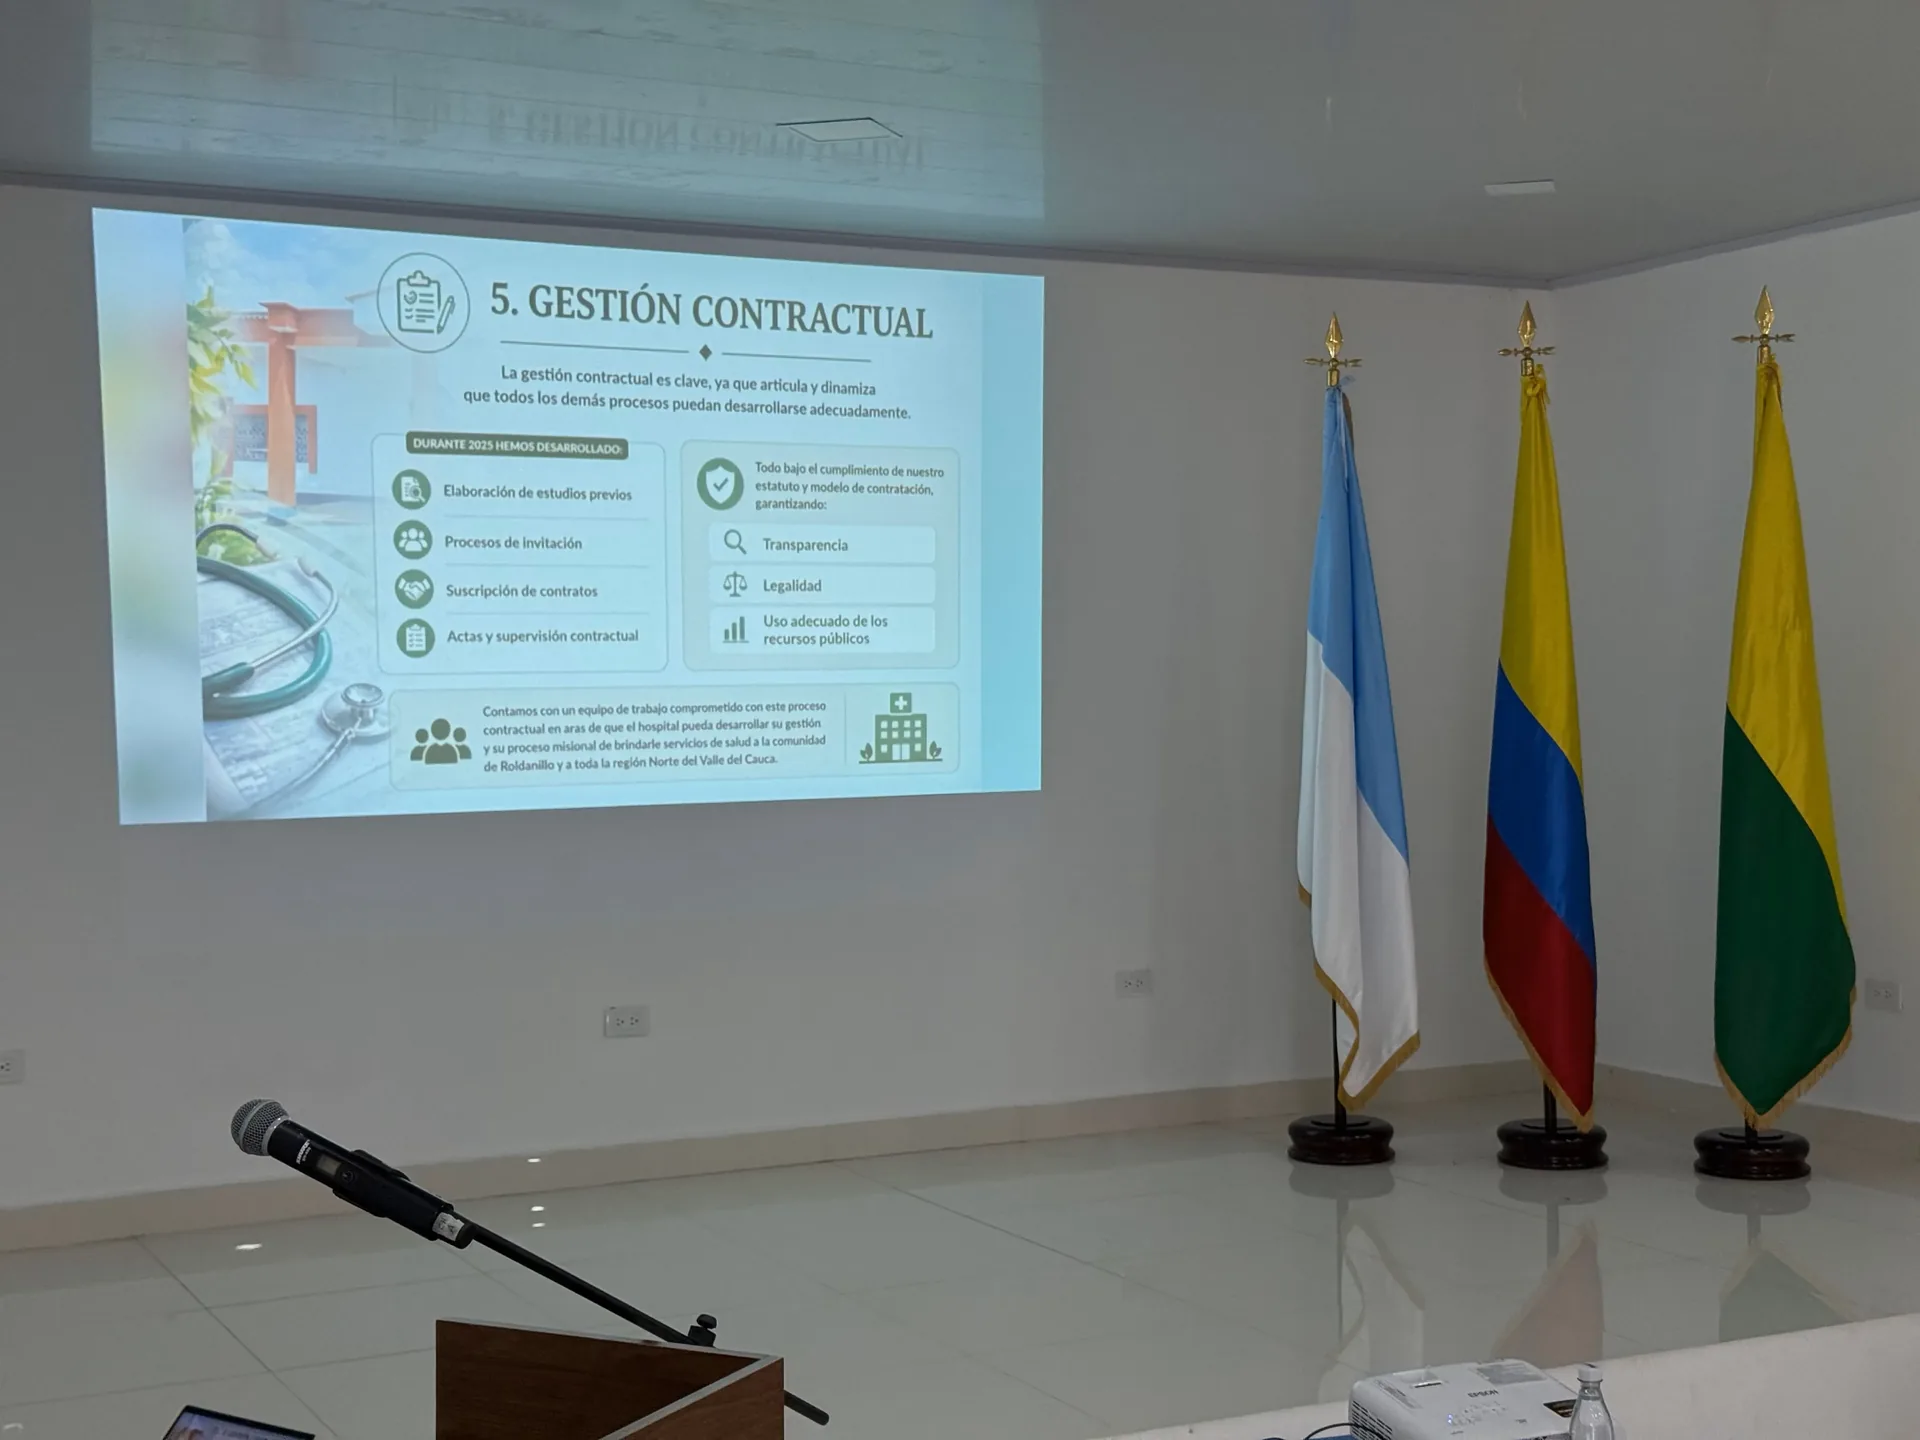 5. GESTIÓN CONTRACTUAL
La gestión contractual es clave, ya que articula y dinamiza
que todos los demás procesos puedan desarrollarse adecuadamente.
DURANTE 2025 HEMOS DESARROLLADO:
Elaboración de estudios previos
Procesos de invitación
Suscripción de contratos
Actas y supervisión contractual
Todo bajo el cumplimiento de nuestro
estatuto y modelo de contratación,
garantizando:
Transparencia
Legalidad
Uso adecuado de los
recursos públicos
Contamos con un equipo de trabajo comprometido con este proceso
contractual en aras de que el hospital pueda desarrollar su gestión
y su proceso misional de brindarle servicios de salud a la comunidad
de Roldanillo y a toda la región Norte del Valle del Cauca.
EPSON